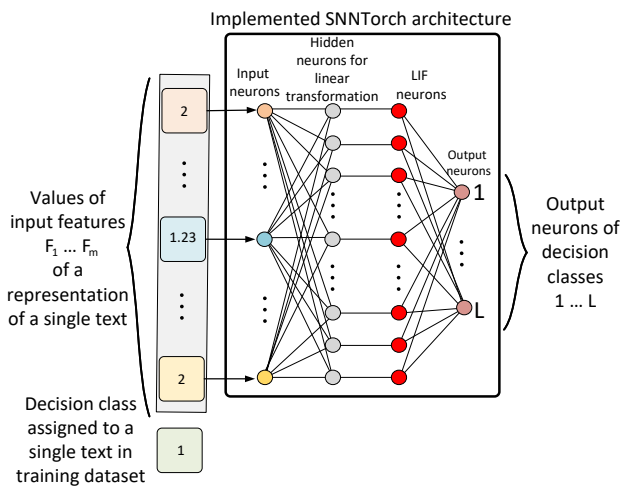 Implemented SNNTorch architecture
Hidden
neurons for
linear
transformation
Input
neurons
LIF
neurons
Output
neurons
2
...
1.23
...
2
Values of
input features
F1 ... Fm
of a
representation
of a single text
1
L
Output
neurons of
decision
classes
1 ... L
Decision class
assigned to a
single text in
training dataset
1